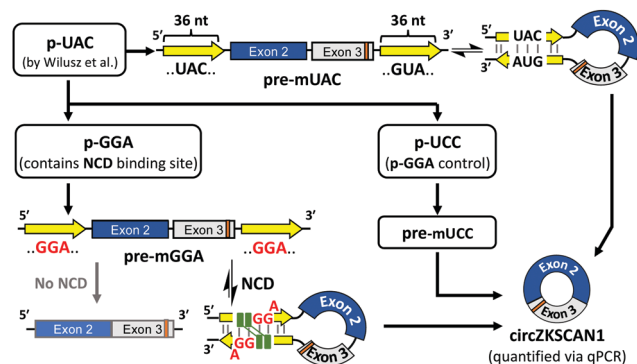 36 nt
36 nt
p-UAC
(by Wilusz et al.)
5’
Exon 2
Exon 3
3’
..UAC..
..GUA..
pre-mUAC
5’
UAC
3’
AUG
Exon 2
Exon 3
p-GGA
(contains NCD binding site)
p-UCC
(p-GGA control)
5’
Exon 2
Exon 3
3’
..GGA..
..GGA..
pre-mGGA
pre-mUCC
No NCD
NCD
5’
Exon 2
Exon 3
3’
5’
GG
A
3’
GG
A
Exon 2
Exon 3
Exon 2
Exon 3
circZKSCAN1
(quantified via qPCR)